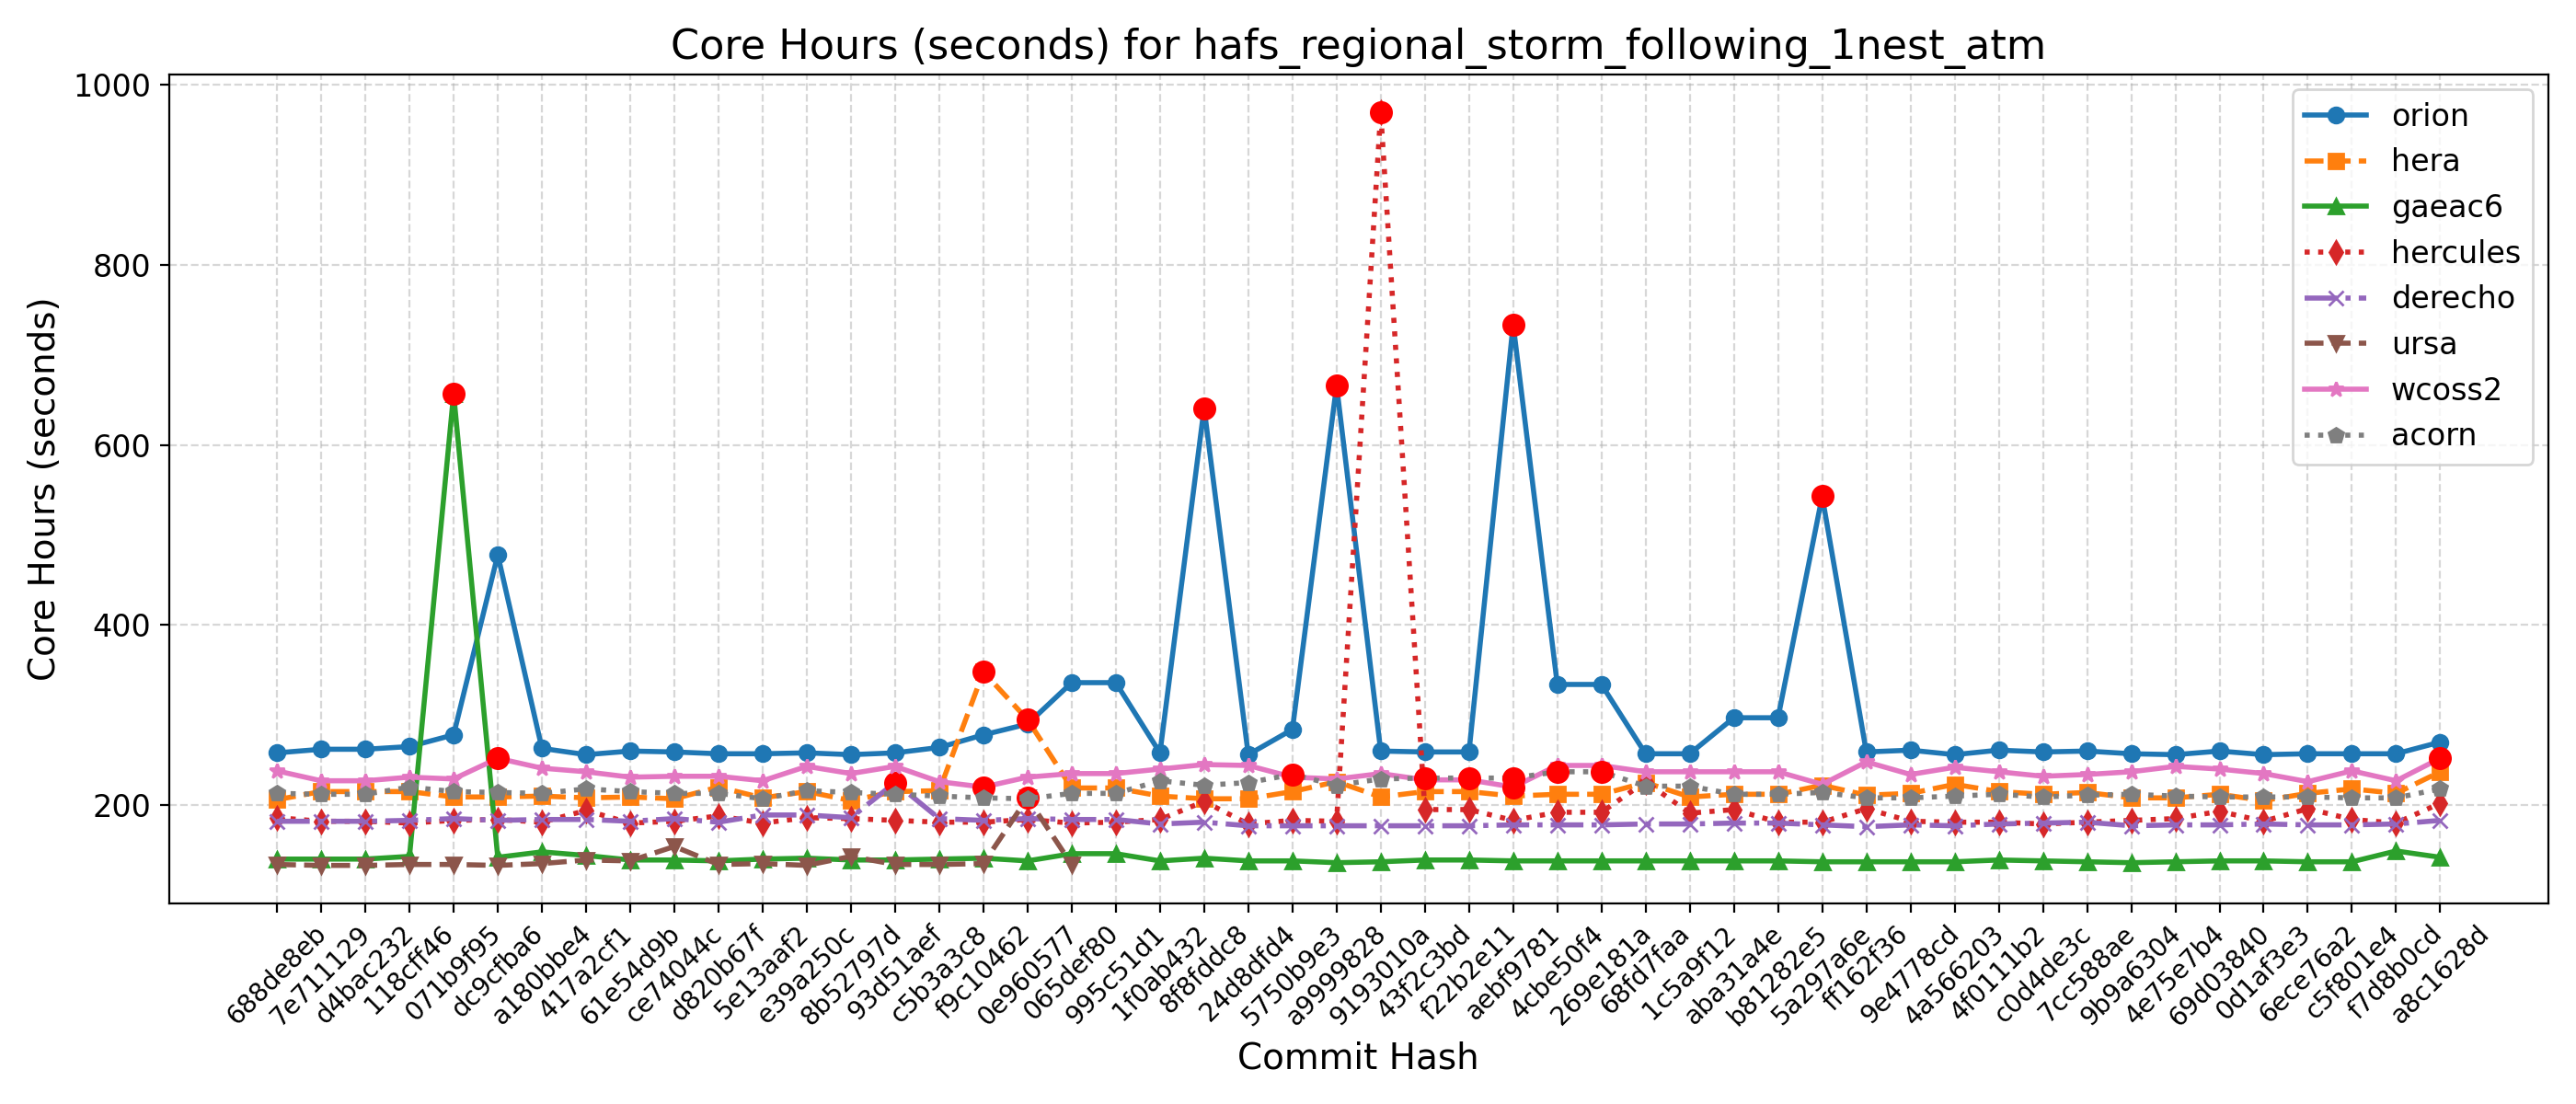 Core Hours (seconds) for hafs_regional_storm_following_1nest_atm
Core Hours (seconds)
1000
800
600
400
200
orion
hera
gaeac6
hercules
derecho
ursa
wcoss2
acorn
688de8eb
7e711129
d4bac232
118cff46
071b9f95
dc9cfba6
a180bbe4
417a2cf1
61e54d9b
ce74044c
d820b67f
5e13aaf2
e39a250c
8b52797d
93d51aef
c5b3a3c8
f9c10462
0e960577
065def80
995c51d1
1f0ab432
8f8fddc8
24d8dfd4
5750b9e3
a9999828
9193010a
43f2c3bd
f22b2e11
aebf9781
4cbe50f4
269e181a
68fd7faa
1c5a9f12
aba31a4e
b81282e5
5a297a6e
ff162f36
9e4778cd
4a566203
4f0111b2
c0d4de3c
7cc588ae
9b9a6304
4e75e7b4
69d03840
0d1af3e3
6ece76a2
c5f801e4
f7d8b0cd
a8c1628d
Commit Hash